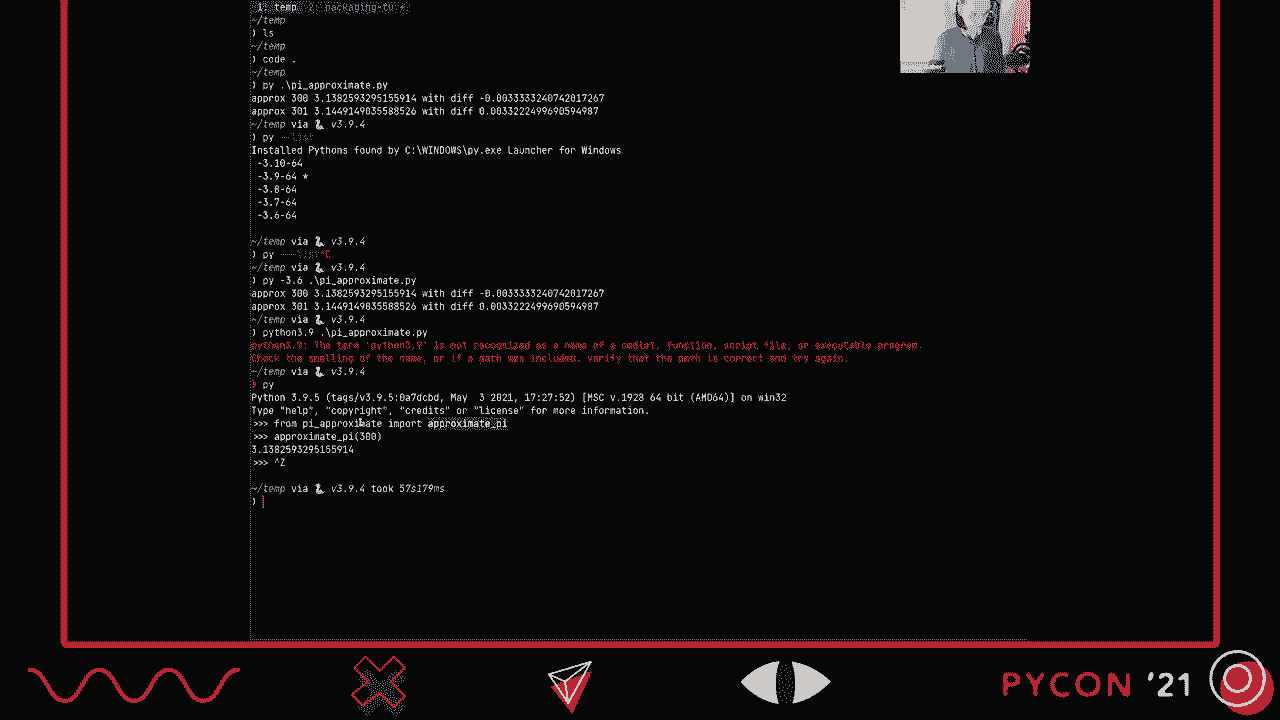 1: temp 2: packaging-tu
~/temp
) ls
~/temp
) code .
~/temp
) py .\pi_approximate.py
approx 300 3.1382593295155914 with diff -0.0033333240742017267
approx 301 3.1449149035588526 with diff 0.0033222499690594987
~/temp via 🐍 v3.9.4
) py --list
Installed Pythons found by C:\WINDOWS\py.exe Launcher for Windows
-3.10-64
-3.9-64 *
-3.8-64
-3.7-64
-3.6-64
~/temp via 🐍 v3.9.4
) py --list^C
~/temp via 🐍 v3.9.4
) py -3.6 .\pi_approximate.py
approx 300 3.1382593295155914 with diff -0.0033333240742017267
approx 301 3.1449149035588526 with diff 0.0033222499690594987
~/temp via 🐍 v3.9.4
) python3.9 .\pi_approximate.py
python3.9: The term 'python3.9' is not recognized as a name of a cmdlet, function, script file, or executable program.
Check the spelling of the name, or if a path was included, verify that the path is correct and try again.
~/temp via 🐍 v3.9.4
) py
Python 3.9.5 (tags/v3.9.5:0a7dcbd, May  3 2021, 17:27:52) [MSC v.1928 64 bit (AMD64)] on win32
Type "help", "copyright", "credits" or "license" for more information.
>>> from pi_approximate import approximate_pi
>>> approximate_pi(300)
3.1382593295155914
>>> ^Z
~/temp via 🐍 v3.9.4 took 57s179ms
)
PYCON '21